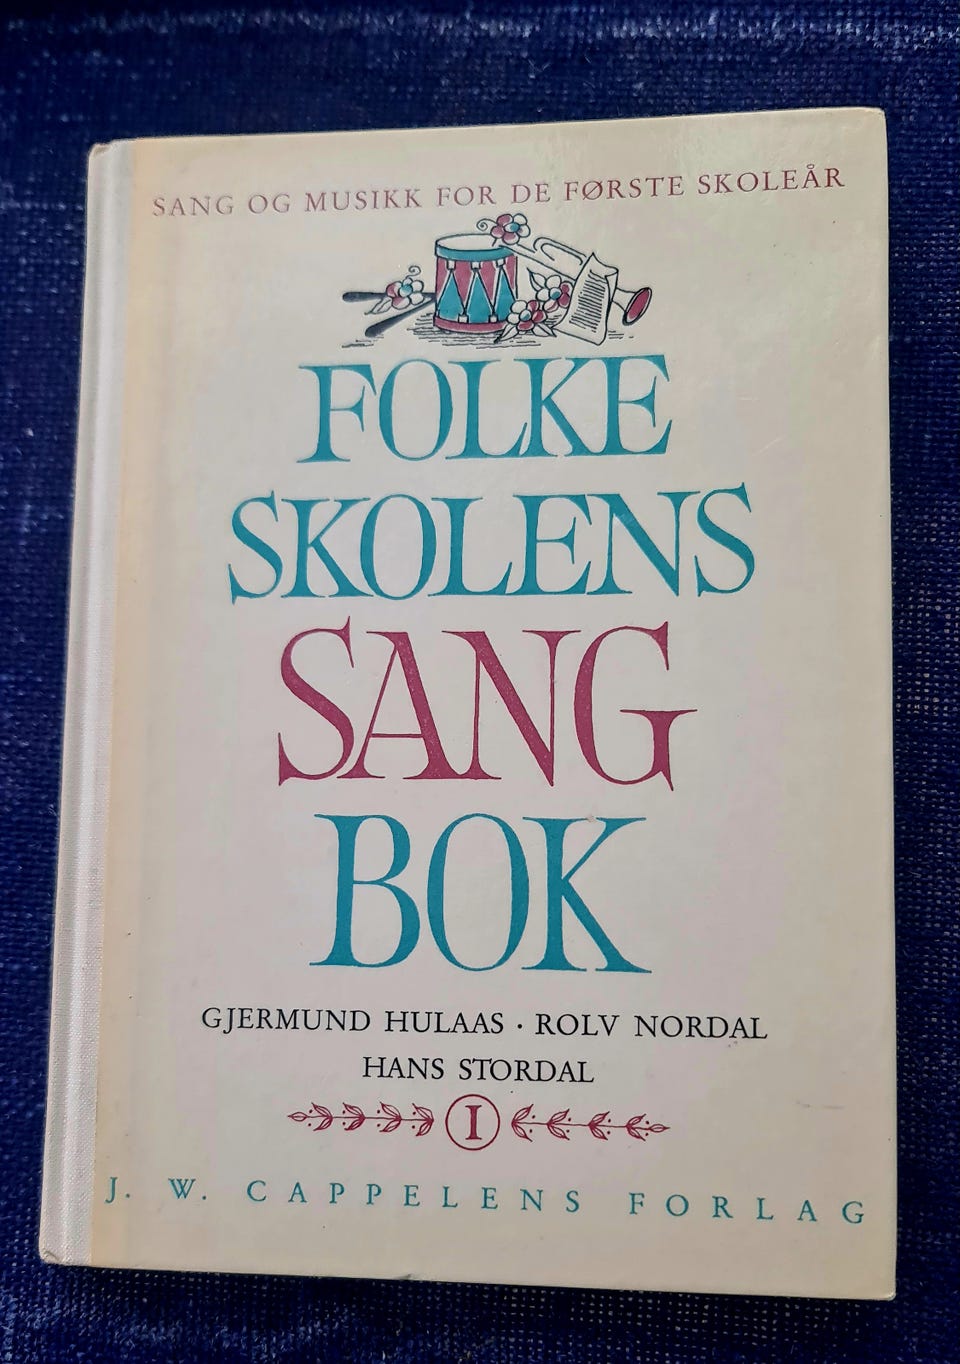 SANG OG MUSIKK FOR DE FØRSTE SKOLEÅR
FOLKE
SKOLENS
SANG
BOK
GJERMUND HULAAS · ROLV NORDAL
HANS STORDAL
I
J. W. CAPPELENS FORLAG